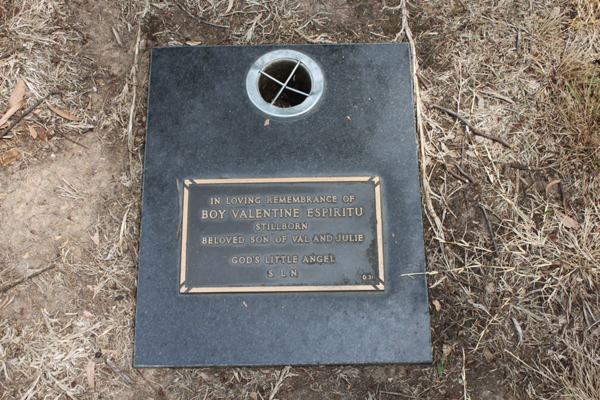 IN LOVING REMEMBRANCE OF
BOY VALENTINE ESPIRITU
STILLBORN
BELOVED SON OF VAL AND JULIE
GOD'S LITTLE ANGEL
S L N